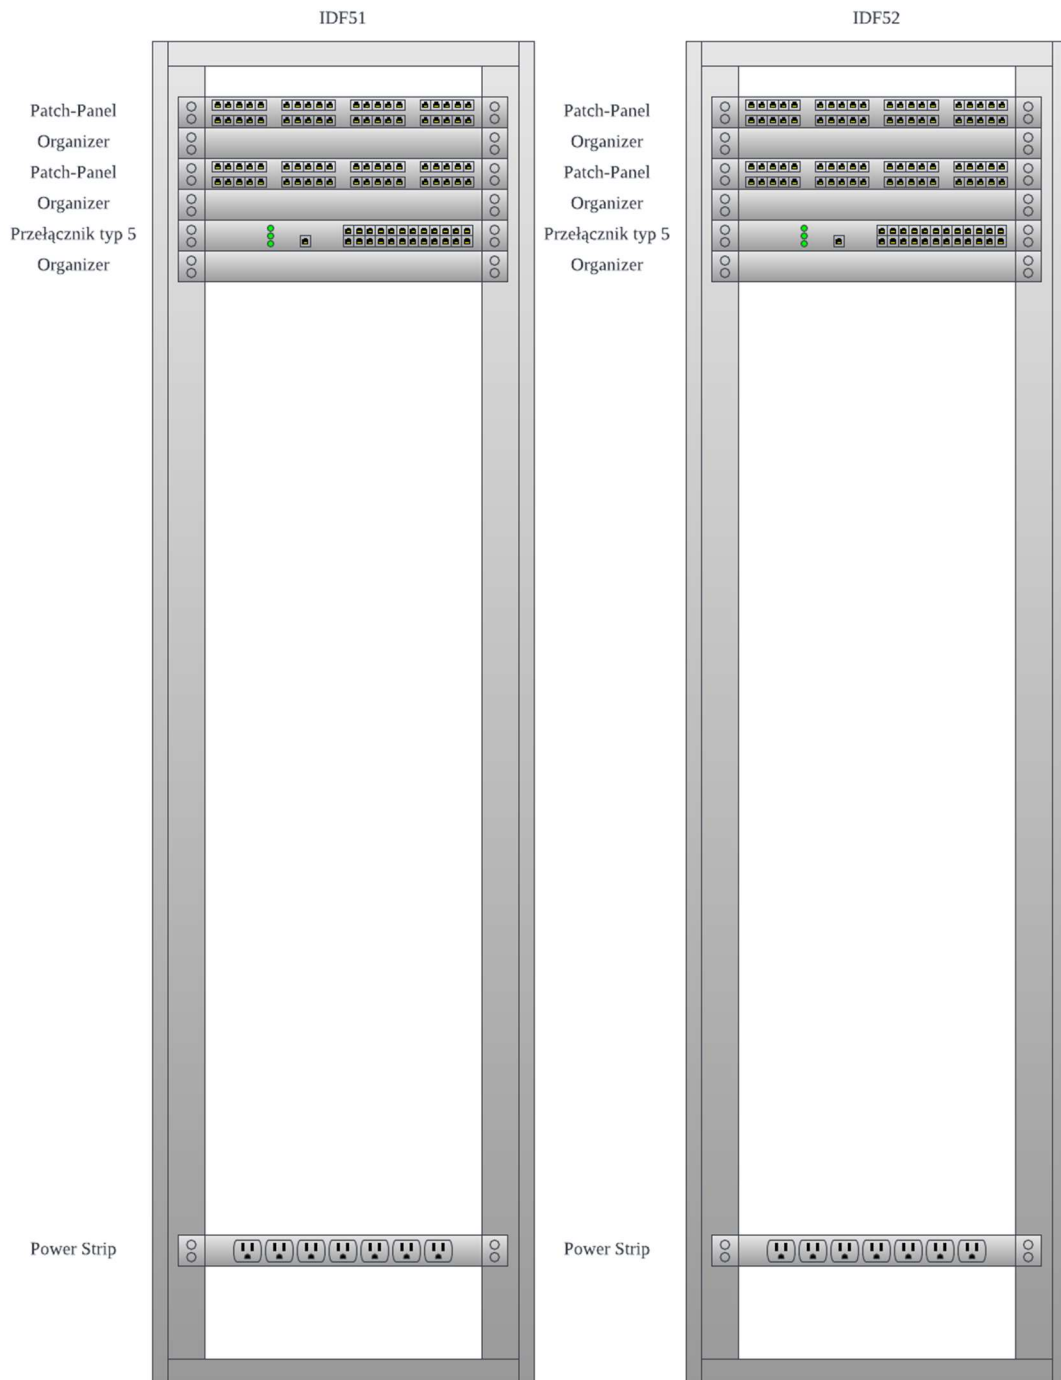 IDF51
IDF52
Patch-Panel
Patch-Panel
Organizer
Organizer
Patch-Panel
Patch-Panel
Organizer
Organizer
Przełącznik typ 5
Przełącznik typ 5
Organizer
Organizer
Power Strip
Power Strip